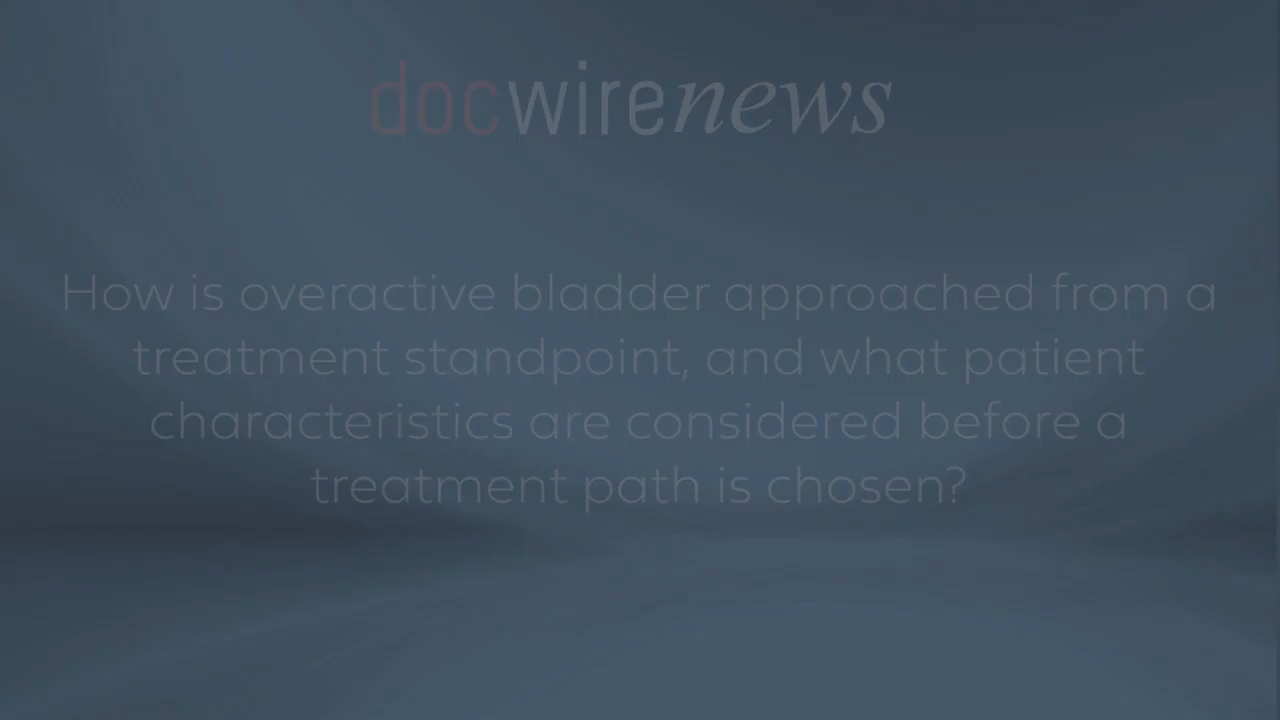 docwirenews
How is overactive bladder approached from a
treatment standpoint, and what patient
characteristics are considered before a
treatment path is chosen?